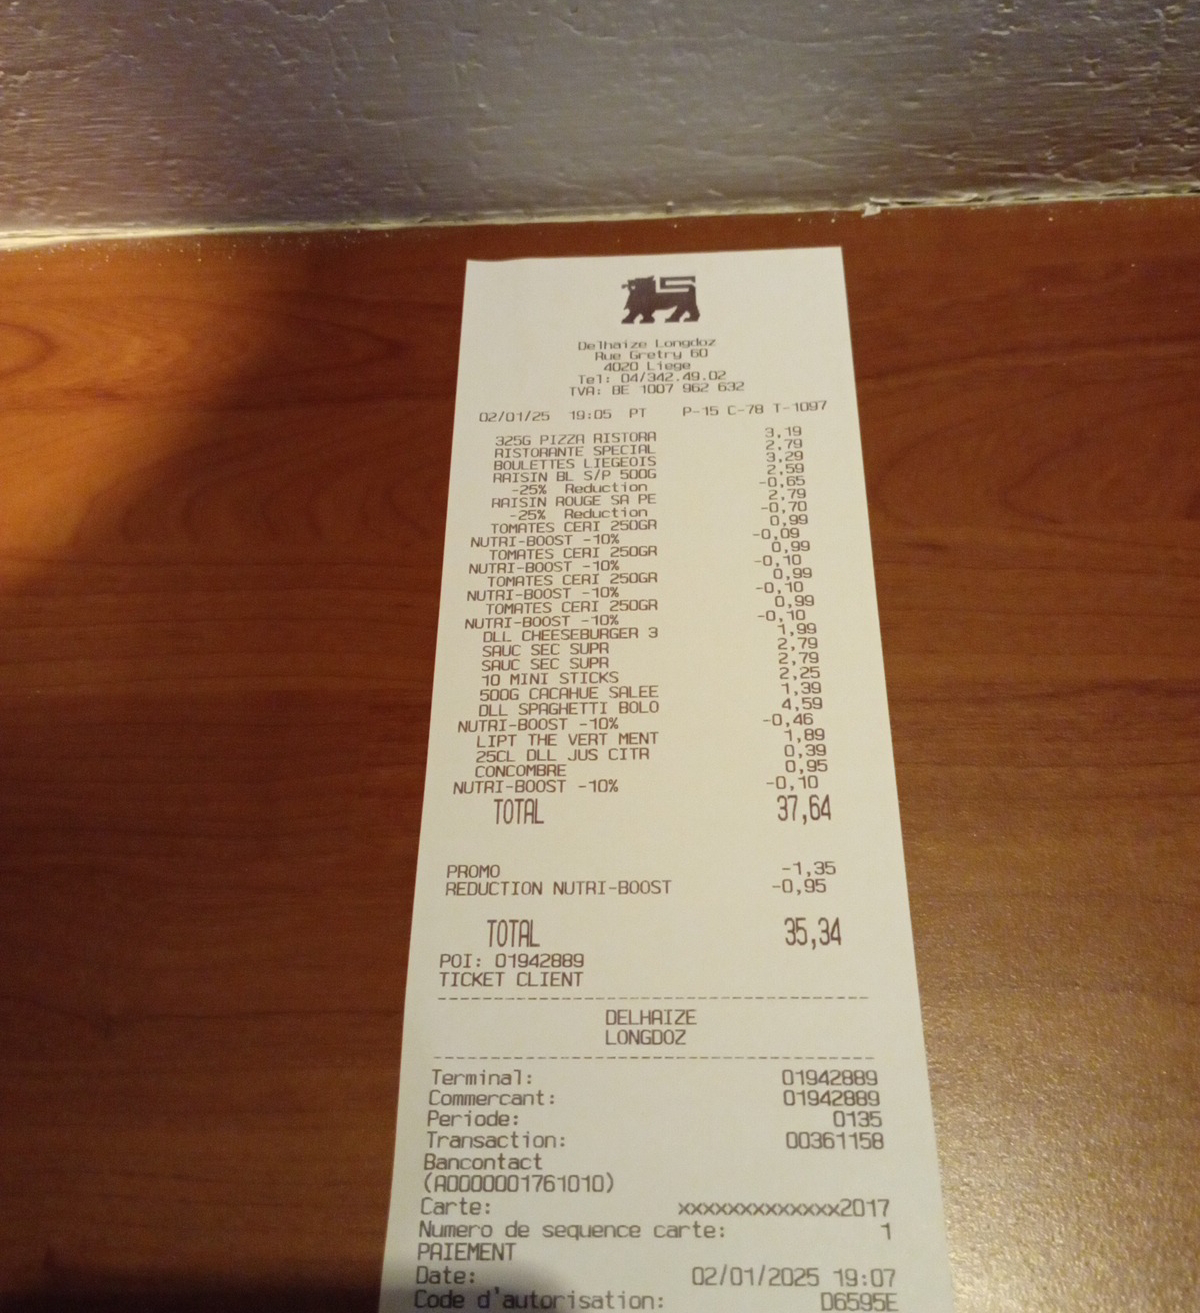 Delhaize Longdoz
Rue Gretry 60
4020 Liege
Tel: 04/342.49.02
TVA: BE 1007 962 632
02/01/25 19:05 PT P-15 C-78 T-1097
325G PIZZA RISTORA 3,19
RISTORANTE SPECIAL 2,79
BOULETTES LIEGEOIS 3,29
RAISIN BL S/P 500G 2,59
-25% Reduction -0,65
RAISIN ROUGE SA PE 2,79
-25% Reduction -0,70
TOMATES CERI 250GR 0,99
NUTRI-BOOST -10% -0,09
TOMATES CERI 250GR 0,99
NUTRI-BOOST -10% -0,10
TOMATES CERI 250GR 0,99
NUTRI-BOOST -10% -0,10
TOMATES CERI 250GR 0,99
NUTRI-BOOST -10% -0,10
DLL CHEESEBURGER 3 1,99
SAUC SEC SUPR 2,79
SAUC SEC SUPR 2,79
10 MINI STICKS 2,25
500G CACAHUE SALEE 1,39
DLL SPAGHETTI BOLO 4,59
NUTRI-BOOST -10% -0,46
LIPT THE VERT MENT 1,89
25CL DLL JUS CITR 0,39
CONCOMBRE 0,95
NUTRI-BOOST -10% -0,10
TOTAL 37,64
PROMO -1,35
REDUCTION NUTRI-BOOST -0,95
TOTAL 35,34
POI: 01942889
TICKET CLIENT
DELHAIZE
LONGDOZ
Terminal: 01942889
Commercant: 01942889
Periode: 0135
Transaction: 00361158
Bancontact
(A0000001761010)
Carte: xxxxxxxxxxxxx2017
Numero de sequence carte: 1
PAIEMENT
Date: 02/01/2025 19:07
Code d'autorisation: D6595E